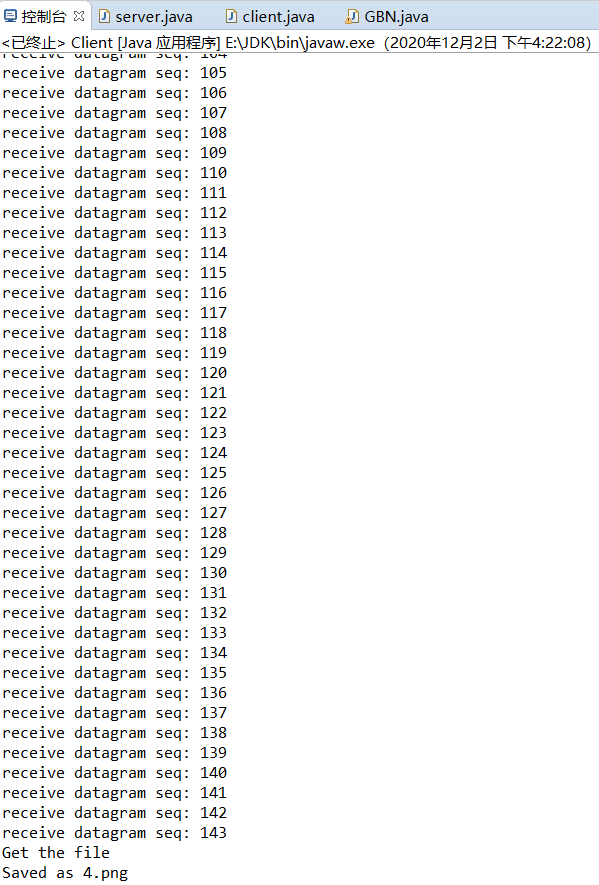 控制台 server.java client.java GBN.java
<已终止> Client [Java 应用程序] E:\JDK\bin\javaw.exe (2020年12月2日 下午4:22:08)
receive datagram seq: 104
receive datagram seq: 105
receive datagram seq: 106
receive datagram seq: 107
receive datagram seq: 108
receive datagram seq: 109
receive datagram seq: 110
receive datagram seq: 111
receive datagram seq: 112
receive datagram seq: 113
receive datagram seq: 114
receive datagram seq: 115
receive datagram seq: 116
receive datagram seq: 117
receive datagram seq: 118
receive datagram seq: 119
receive datagram seq: 120
receive datagram seq: 121
receive datagram seq: 122
receive datagram seq: 123
receive datagram seq: 124
receive datagram seq: 125
receive datagram seq: 126
receive datagram seq: 127
receive datagram seq: 128
receive datagram seq: 129
receive datagram seq: 130
receive datagram seq: 131
receive datagram seq: 132
receive datagram seq: 133
receive datagram seq: 134
receive datagram seq: 135
receive datagram seq: 136
receive datagram seq: 137
receive datagram seq: 138
receive datagram seq: 139
receive datagram seq: 140
receive datagram seq: 141
receive datagram seq: 142
receive datagram seq: 143
Get the file
Saved as 4.png